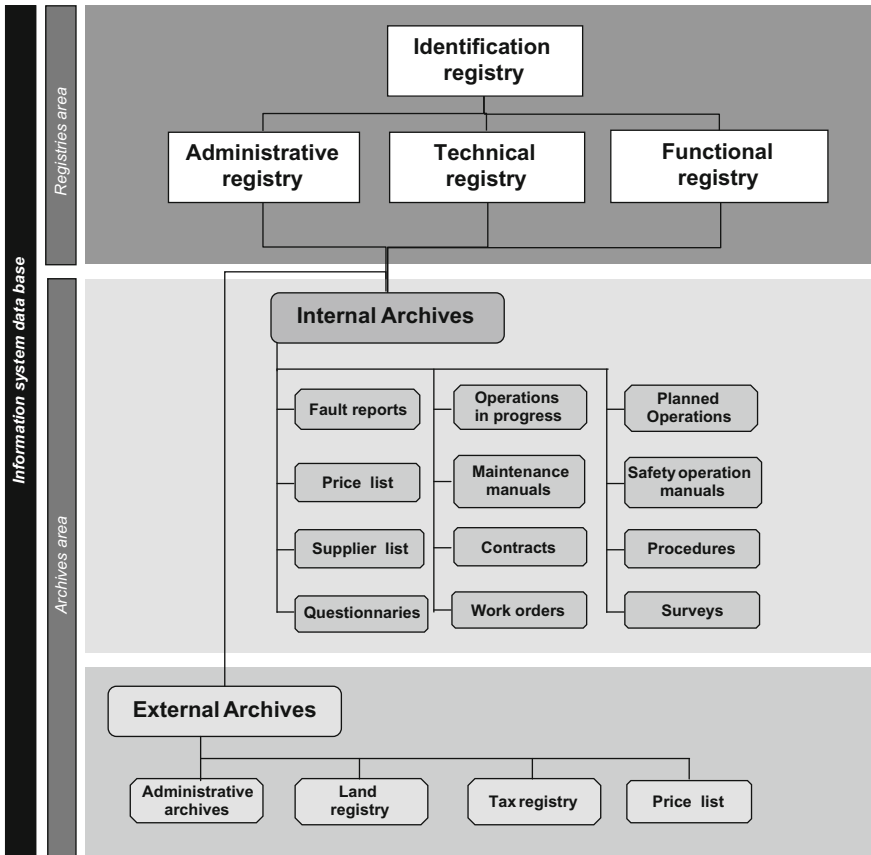 Information system data base
Registries area
Identification
registry
Administrative
registry
Technical
registry
Functional
registry
Archives area
Internal Archives
Fault reports
Operations
in progress
Planned
Operations
Price list
Maintenance
manuals
Safety operation
manuals
Supplier list
Contracts
Procedures
Questionnaries
Work orders
Surveys
External Archives
Administrative
archives
Land
registry
Tax registry
Price list